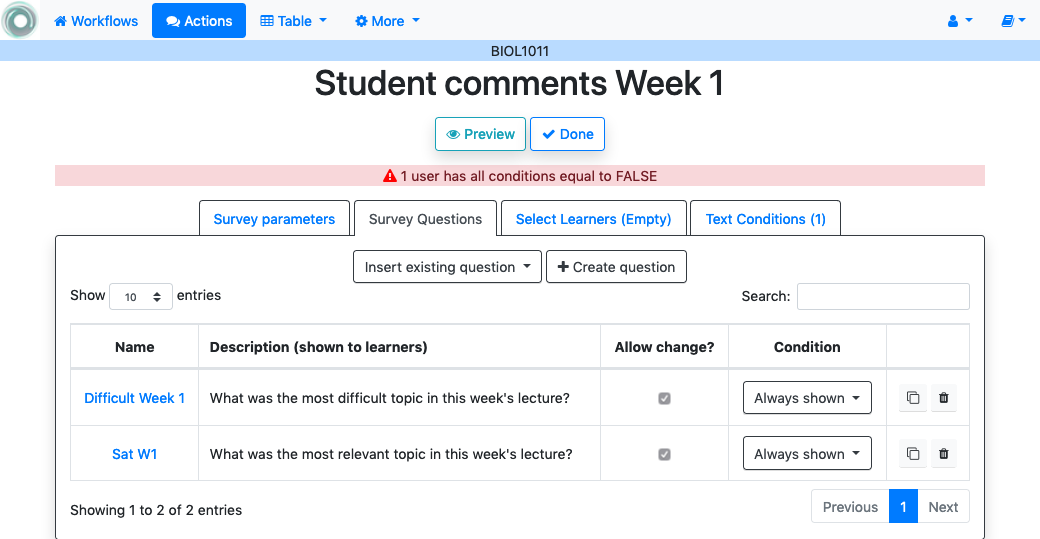 Workflows Actions Table More
BIOL1011
Student comments Week 1
Preview Done
1 user has all conditions equal to FALSE
Survey parameters Survey Questions Select Learners (Empty) Text Conditions (1)
Insert existing question Create question
Show 10 entries Search:
Name Description (shown to learners) Allow change? Condition
Difficult Week 1 What was the most difficult topic in this week's lecture? Always shown
Sat W1 What was the most relevant topic in this week's lecture? Always shown
Showing 1 to 2 of 2 entries Previous 1 Next